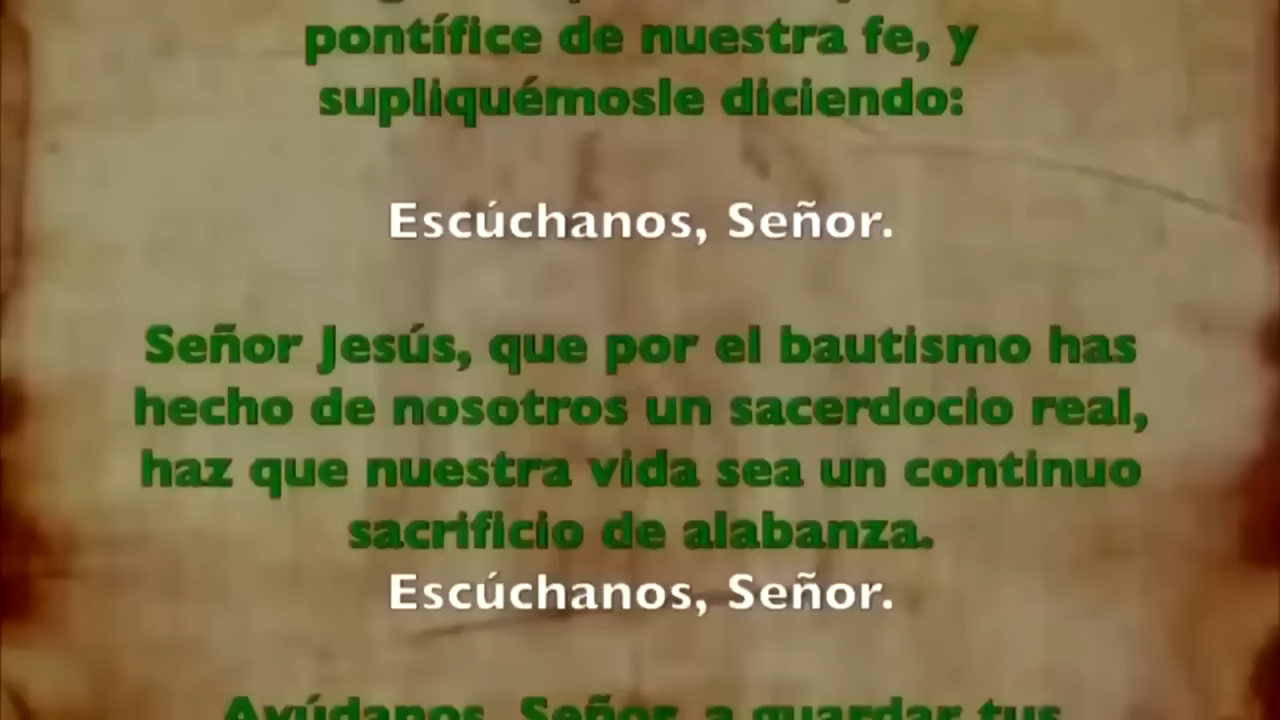 pontífice de nuestra fe, y
supliquémosle diciendo:
Escúchanos, Señor.
Señor Jesús, que por el bautismo has
hecho de nosotros un sacerdocio real,
haz que nuestra vida sea un continuo
sacrificio de alabanza.
Escúchanos, Señor.
Ayúdanos, Señor, a guardar tus